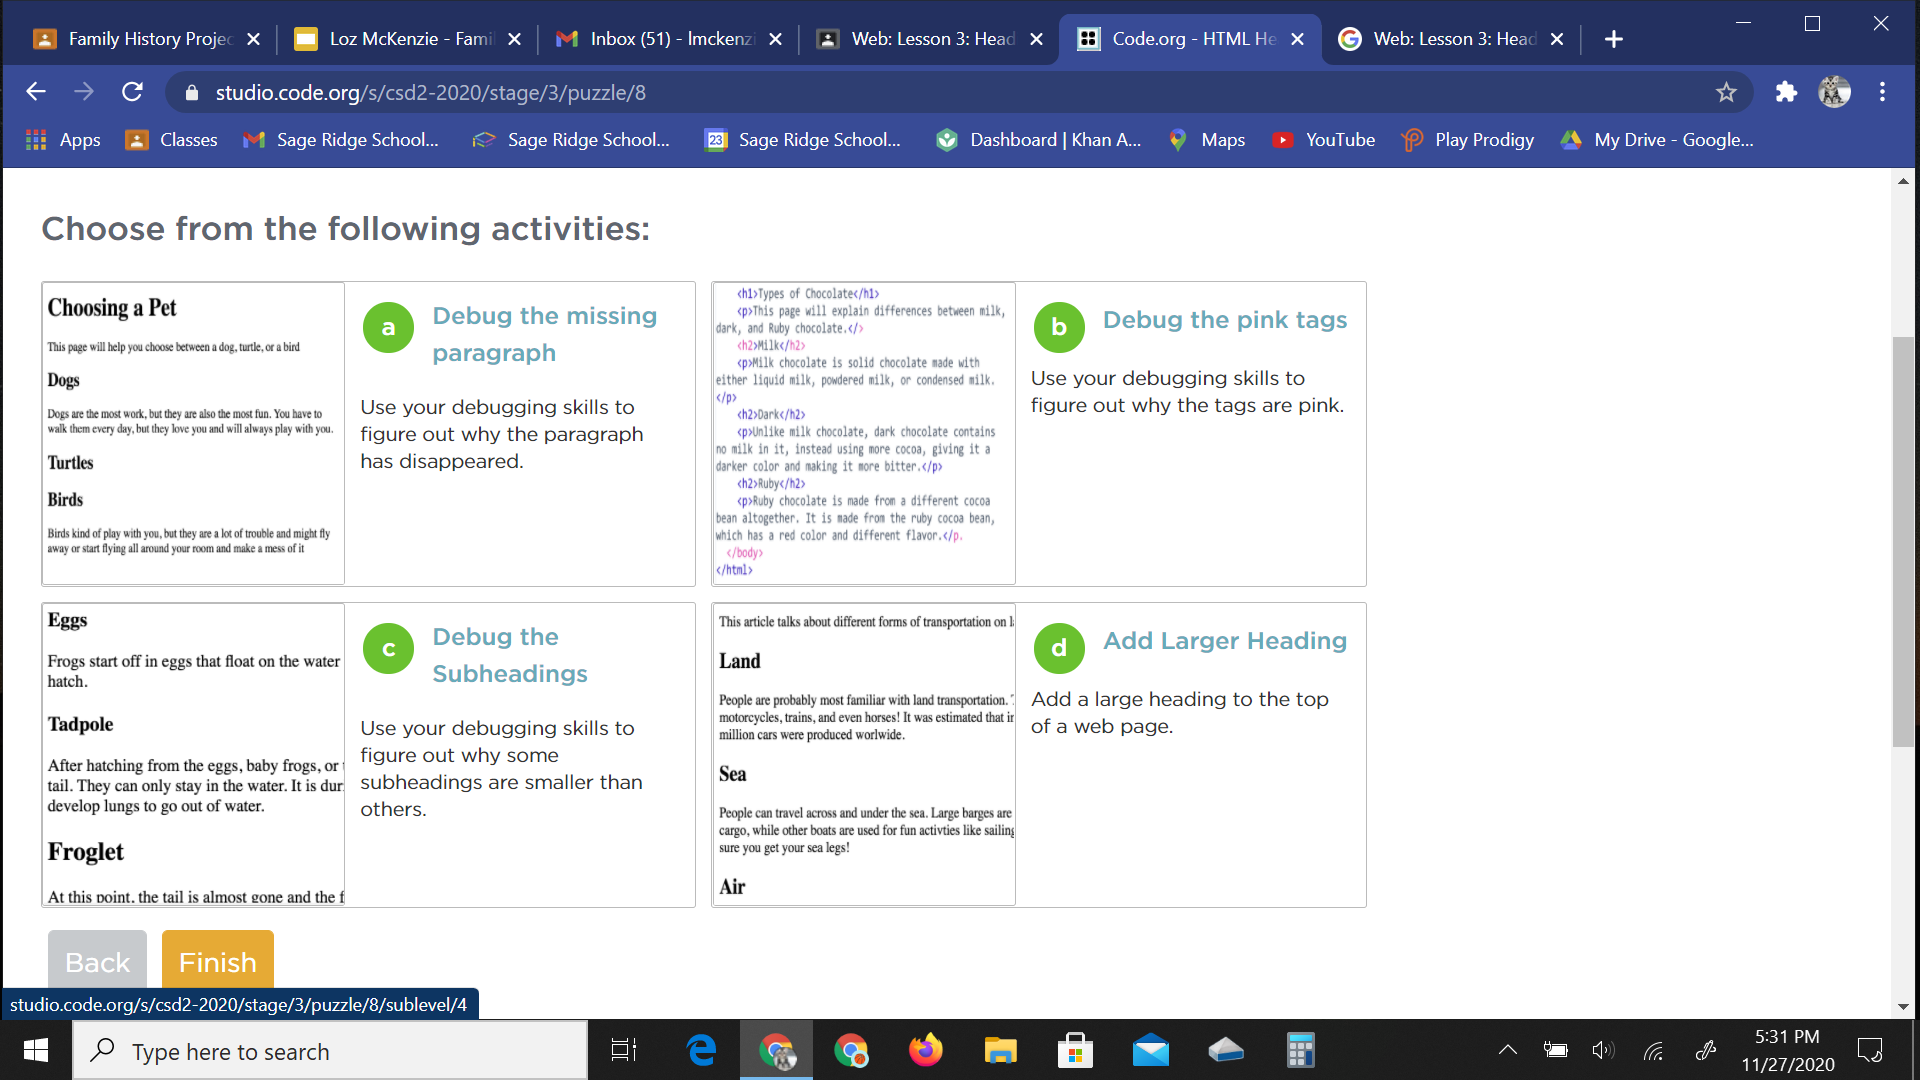 Family History Projec
Loz McKenzie - Fami
Inbox (51) - lmckenzi
Web: Lesson 3: Head
Code.org - HTML He
Web: Lesson 3: Head
studio.code.org/s/csd2-2020/stage/3/puzzle/8
Apps
Classes
Sage Ridge School...
Sage Ridge School...
23
Sage Ridge School...
Dashboard | Khan A...
Maps
YouTube
Play Prodigy
My Drive - Google...
Choose from the following activities:
Choosing a Pet
This page will help you choose between a dog, turtle, or a bird
Dogs
Dogs are the most work, but they are also the most fun. You have to
walk them every day, but they love you and will always play with you.
Turtles
Birds
Birds kind of play with you, but they are a lot of trouble and might fly
away or start flying all around your room and make a mess of it
a
Debug the missing
paragraph
Use your debugging skills to
figure out why the paragraph
has disappeared.
<h1>Types of Chocolate</h1>
<p>This page will explain differences between milk,
dark, and Ruby chocolate.</>
<h2>Milk</h2>
<p>Milk chocolate is solid chocolate made with
either liquid milk, powdered milk, or condensed milk.
</p>
<h2>Dark</h2>
<p>Unlike milk chocolate, dark chocolate contains
no milk in it, instead using more cocoa, giving it a
darker color and making it more bitter.</p>
<h2>Ruby</h2>
<p>Ruby chocolate is made from a different cocoa
bean altogether. It is made from the ruby cocoa bean,
which has a red color and different flavor.</p.
</body>
</html>
b
Debug the pink tags
Use your debugging skills to
figure out why the tags are pink.
Eggs
Frogs start off in eggs that float on the water
hatch.
Tadpole
After hatching from the eggs, baby frogs, or
tail. They can only stay in the water. It is dur
develop lungs to go out of water.
Froglet
At this point, the tail is almost gone and the f
c
Debug the
Subheadings
Use your debugging skills to
figure out why some
subheadings are smaller than
others.
This article talks about different forms of transportation on l
Land
People are probably most familiar with land transportation.
motorcycles, trains, and even horses! It was estimated that in
million cars were produced worlwide.
Sea
People can travel across and under the sea. Large barges are
cargo, while other boats are used for fun activties like sailing
sure you get your sea legs!
Air
d
Add Larger Heading
Add a large heading to the top
of a web page.
Back
Finish
studio.code.org/s/csd2-2020/stage/3/puzzle/8/sublevel/4
Type here to search
5:31 PM
11/27/2020